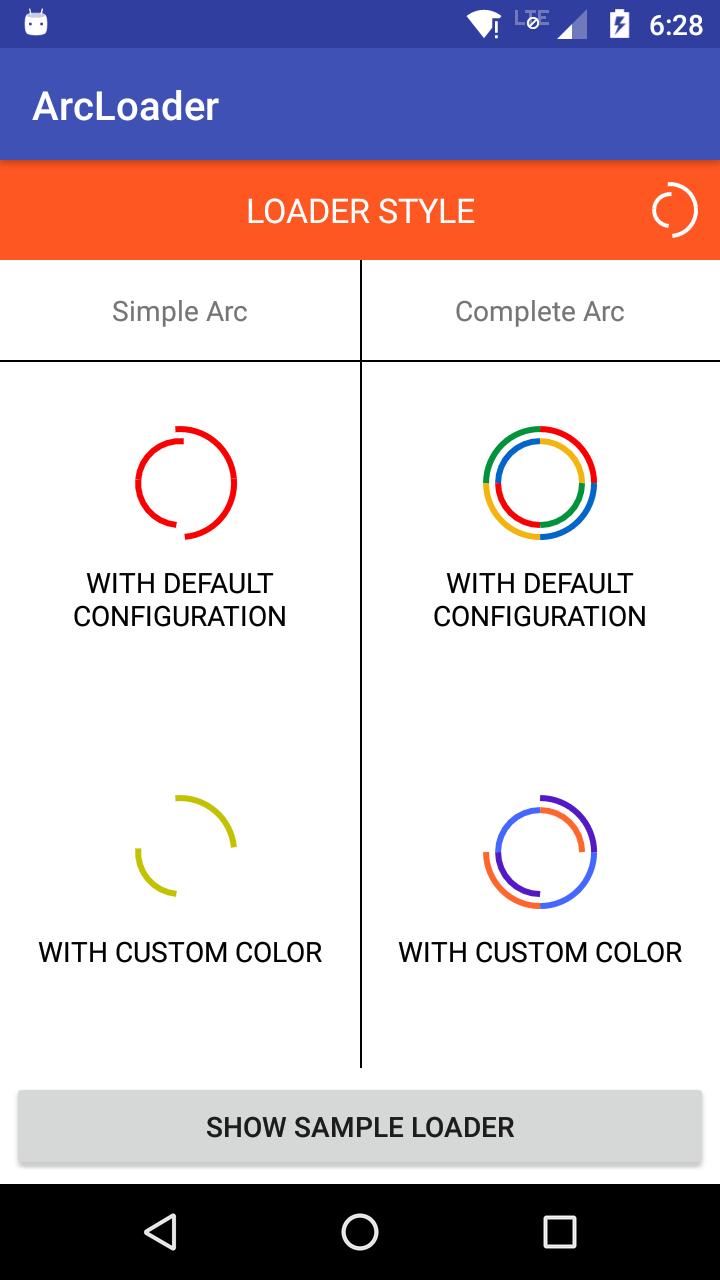 LTE 6:28
ArcLoader
LOADER STYLE
Simple Arc
Complete Arc
WITH DEFAULT
CONFIGURATION
WITH DEFAULT
CONFIGURATION
WITH CUSTOM COLOR
WITH CUSTOM COLOR
SHOW SAMPLE LOADER